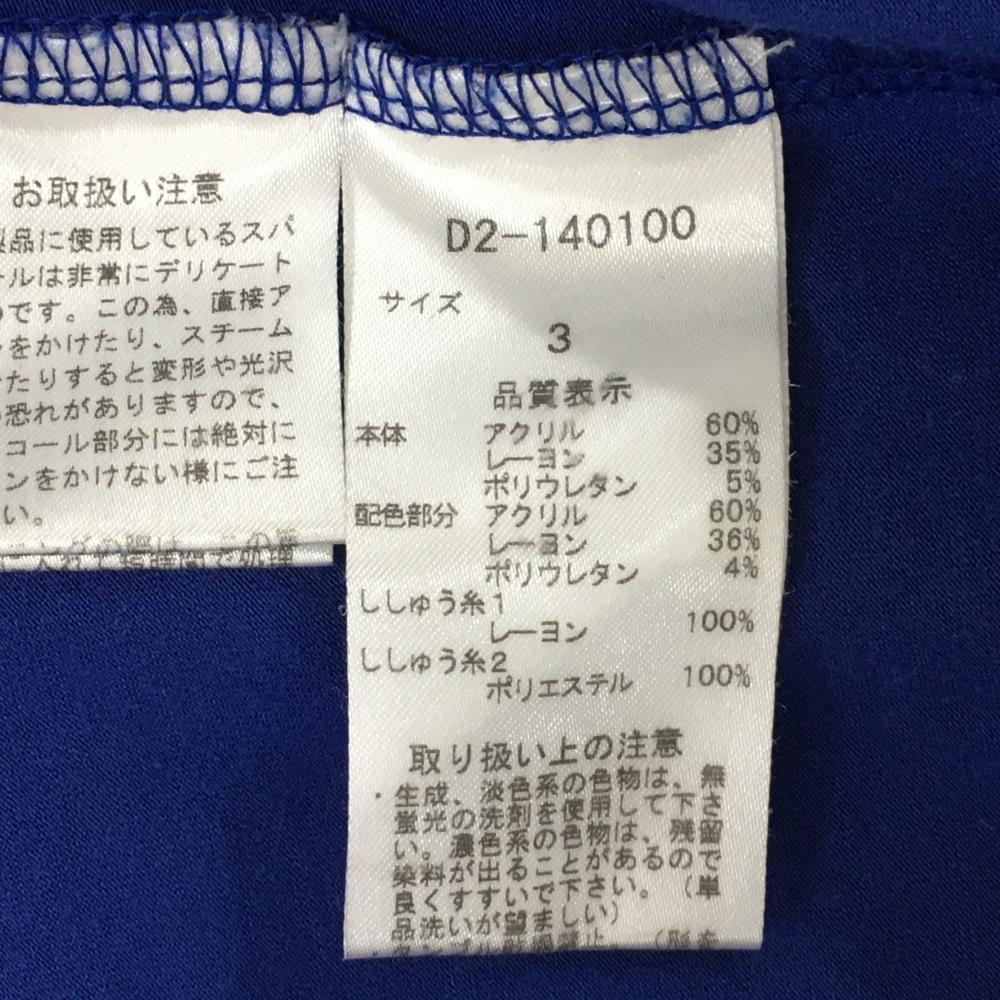 お取扱い注意
製品に使用しているスパ
ールは非常にデリケート
のです。この為、直接ア
をかけたり、スチーム
たりすると変形や光沢
恐れがありますので、
コール部分には絶対に
ンをかけない様にご注
い。
D2-140100
サイズ
3
品質表示
本体 アクリル 60%
レーヨン 35%
ポリウレタン 5%
配色部分 アクリル 60%
レーヨン 36%
ポリウレタン 4%
ししゅう糸1
レーヨン 100%
ししゅう糸2
ポリエステル 100%
取り扱い上の注意
・生成、淡色系の色物は、無
蛍光の洗剤を使用して下さ
い。濃色系の色物は、残留
染料が出ることがあるので
良くすすいで下さい。（単
品洗いが望ましい）